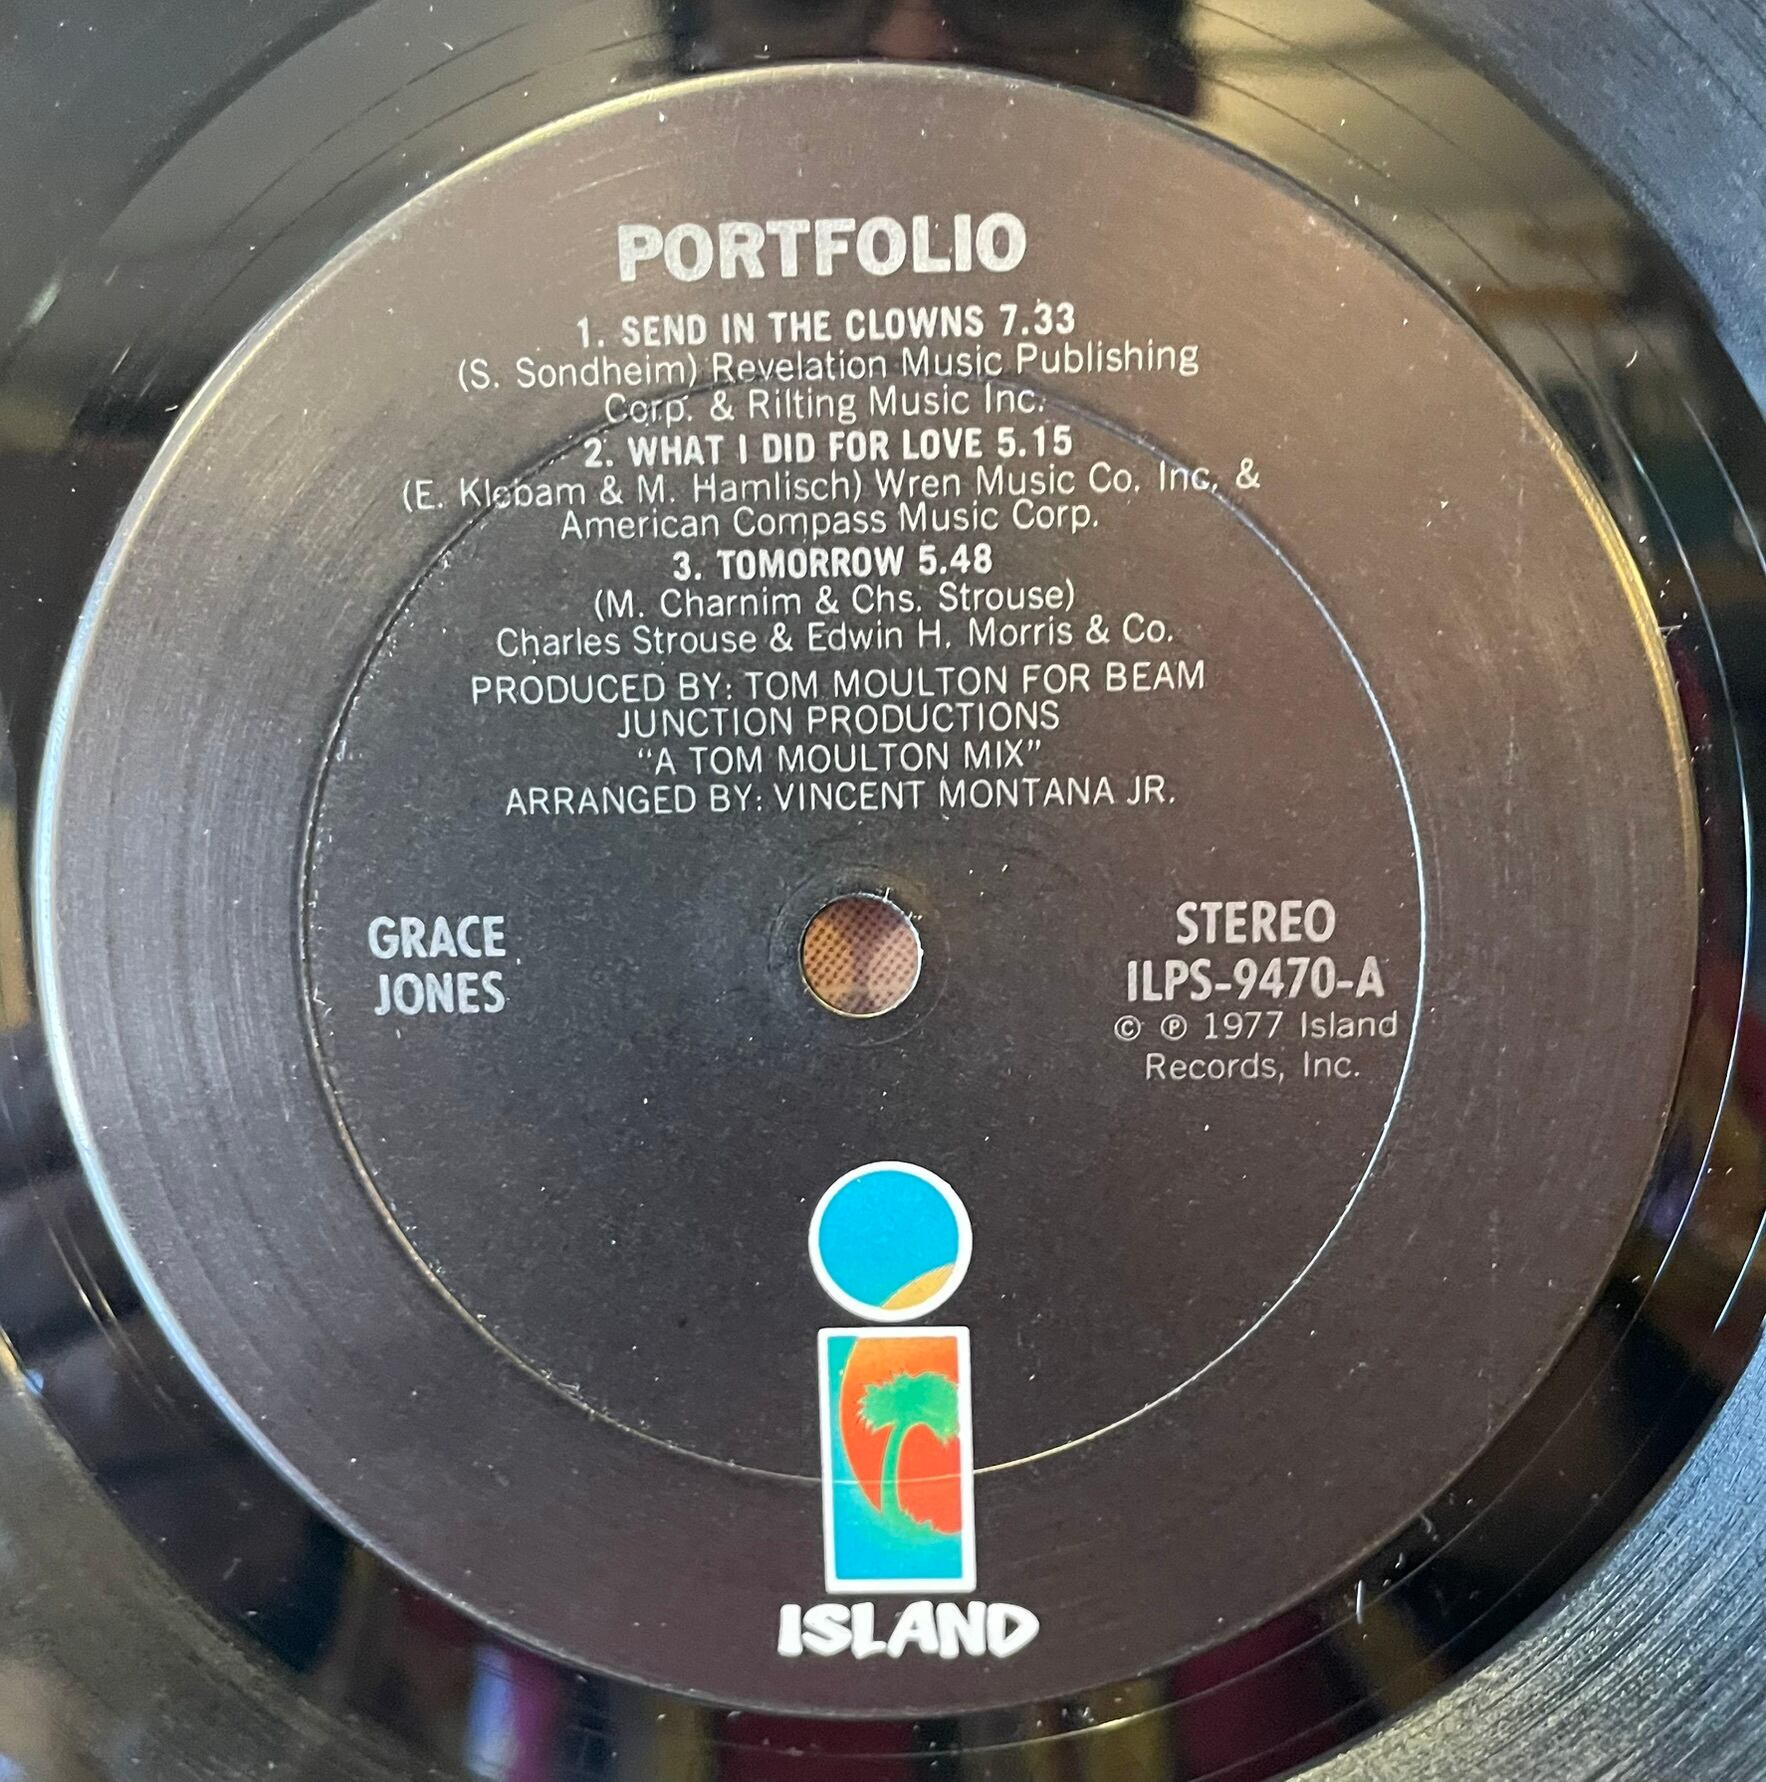 PORTFOLIO
1. SEND IN THE CLOWNS 7.33
(S. Sondheim) Revelation Music Publishing
Corp. & Rilting Music Inc.
2. WHAT I DID FOR LOVE 5.15
(E. Klebam & M. Hamlisch) Wren Music Co. Inc. &
American Compass Music Corp.
3. TOMORROW 5.48
(M. Charnim & Chs. Strouse)
Charles Strouse & Edwin H. Morris & Co.
PRODUCED BY: TOM MOULTON FOR BEAM
JUNCTION PRODUCTIONS
“A TOM MOULTON MIX”
ARRANGED BY: VINCENT MONTANA JR.
GRACE
JONES
STEREO
ILPS-9470-A
© ℗ 1977 Island
Records, Inc.
ISLAND